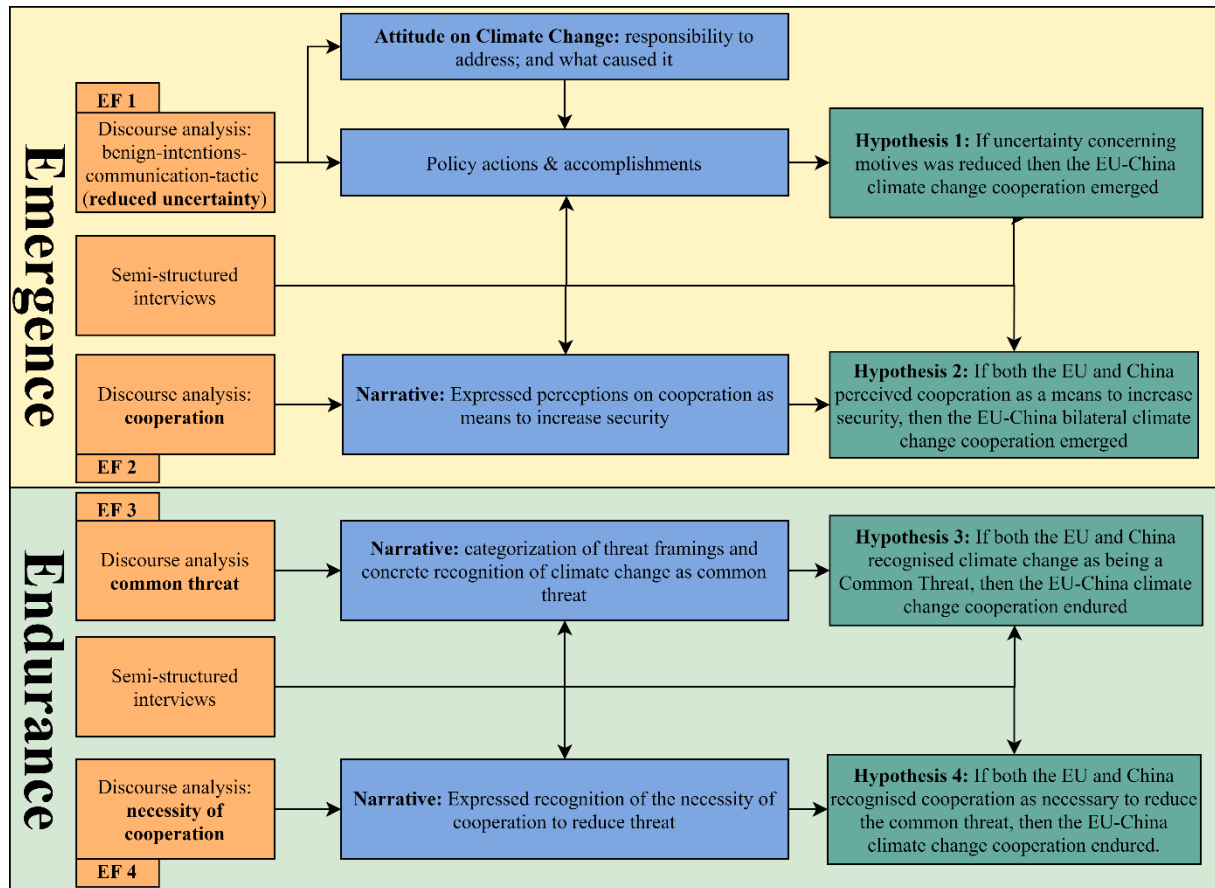 Emergence
EF 1
Discourse analysis:
benign-intentions-
communication-tactic
(reduced uncertainty)
Attitude on Climate Change: responsibility to
address; and what caused it
Policy actions & accomplishments
Hypothesis 1: If uncertainty concerning
motives was reduced then the EU-China
climate change cooperation emerged
Semi-structured
interviews
Discourse analysis:
cooperation
EF 2
Narrative: Expressed perceptions on cooperation as
means to increase security
Hypothesis 2: If both the EU and China
perceived cooperation as a means to increase
security, then the EU-China bilateral climate
change cooperation emerged
Endurance
EF 3
Discourse analysis
common threat
Narrative: categorization of threat framings and
concrete recognition of climate change as common
threat
Hypothesis 3: If both the EU and China
recognised climate change as being a
Common Threat, then the EU-China climate
change cooperation endured
Semi-structured
interviews
Discourse analysis:
necessity of
cooperation
EF 4
Narrative: Expressed recognition of the necessity of
cooperation to reduce threat
Hypothesis 4: If both the EU and China
recognised cooperation as necessary to reduce
the common threat, then the EU-China
climate change cooperation endured.